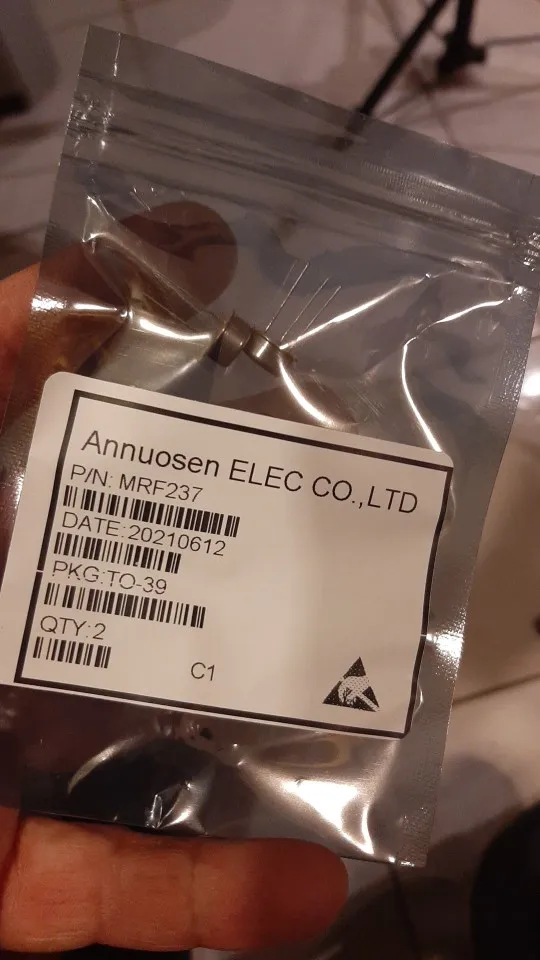 Annuosen ELEC CO.,LTD
P/N: MRF237
DATE:20210612
PKG:TO-39
QTY:2
C1